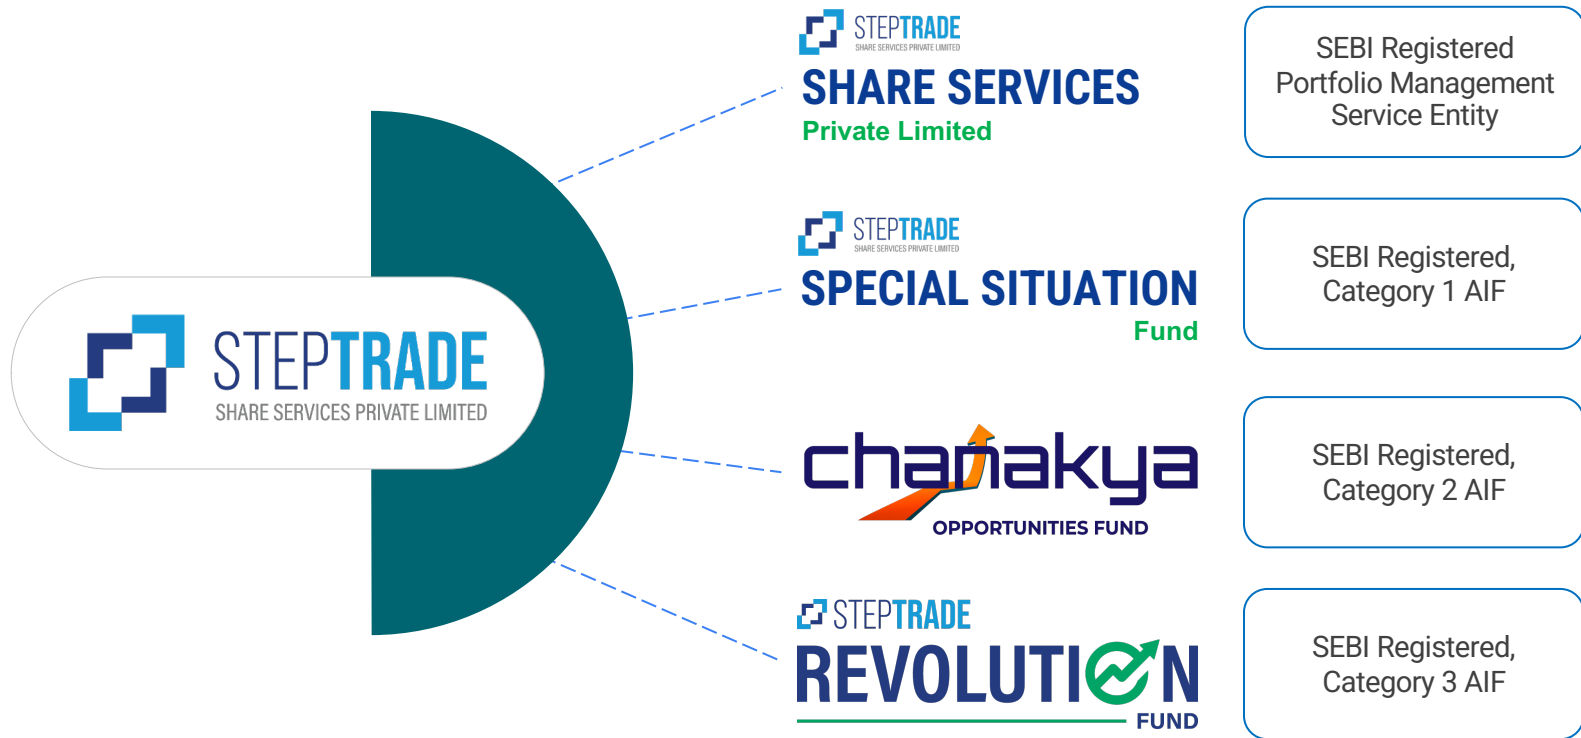 STEPTRADE
SHARE SERVICES PRIVATE LIMITED
STEPTRADE
SHARE SERVICES PRIVATE LIMITED
SHARE SERVICES
Private Limited
SEBI Registered
Portfolio Management
Service Entity
STEPTRADE
SHARE SERVICES PRIVATE LIMITED
SPECIAL SITUATION
Fund
SEBI Registered,
Category 1 AIF
chanakya
OPPORTUNITIES FUND
SEBI Registered,
Category 2 AIF
STEPTRADE
REVOLUTION
FUND
SEBI Registered,
Category 3 AIF